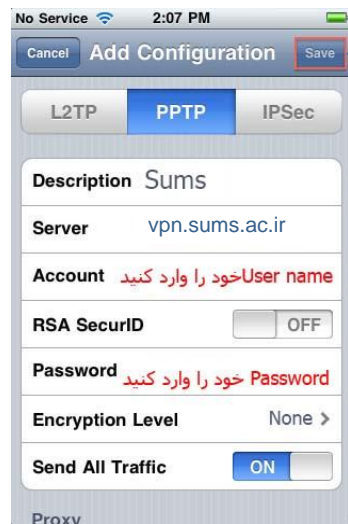 No Service 2:07 PM
Cancel Add Configuration Save
L2TP PPTP IPSec
Description Sums
Server vpn.sums.ac.ir
Account User nameخود را وارد کنید
RSA SecurID OFF
Password Password خود را وارد کنید
Encryption Level None >
Send All Traffic ON
Proxy